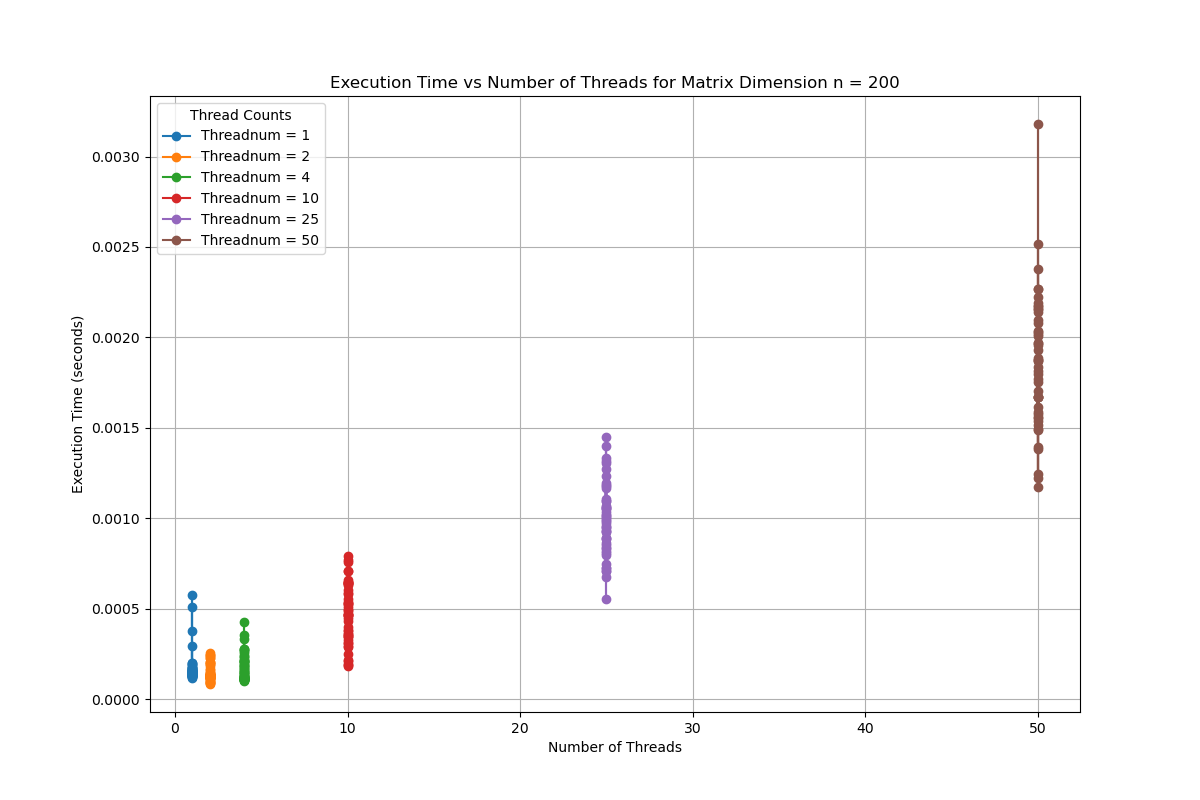 Execution Time vs Number of Threads for Matrix Dimension n = 200
Thread Counts
Threadnum = 1
Threadnum = 2
Threadnum = 4
Threadnum = 10
Threadnum = 25
Threadnum = 50
Execution Time (seconds)
0.0030
0.0025
0.0020
0.0015
0.0010
0.0005
0.0000
0 10 20 30 40 50
Number of Threads